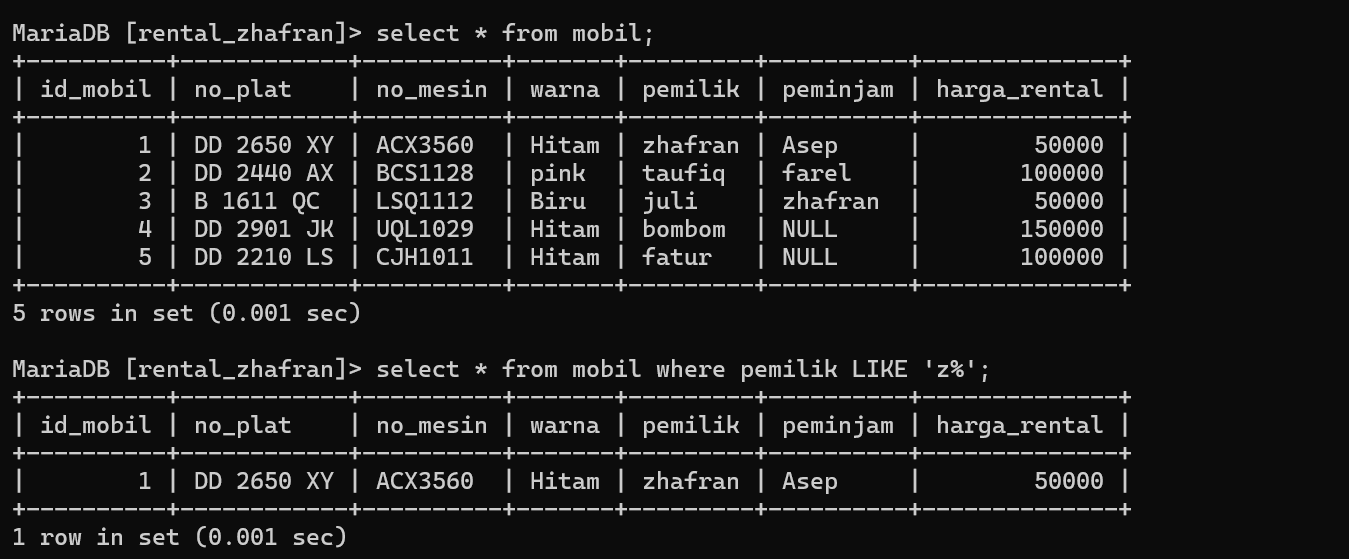 MariaDB [rental_zhafran]> select * from mobil;
+----------+------------+----------+-------+---------+----------+--------------+
| id_mobil | no_plat    | no_mesin | warna | pemilik | peminjam | harga_rental |
+----------+------------+----------+-------+---------+----------+--------------+
|        1 | DD 2650 XY | ACX3560  | Hitam | zhafran | Asep     |        50000 |
|        2 | DD 2440 AX | BCS1128  | pink  | taufiq  | farel    |       100000 |
|        3 | B 1611 QC  | LSQ1112  | Biru  | juli    | zhafran  |        50000 |
|        4 | DD 2901 JK | UQL1029  | Hitam | bombom  | NULL     |       150000 |
|        5 | DD 2210 LS | CJH1011  | Hitam | fatur   | NULL     |       100000 |
+----------+------------+----------+-------+---------+----------+--------------+
5 rows in set (0.001 sec)
MariaDB [rental_zhafran]> select * from mobil where pemilik LIKE 'z%';
+----------+------------+----------+-------+---------+----------+--------------+
| id_mobil | no_plat    | no_mesin | warna | pemilik | peminjam | harga_rental |
+----------+------------+----------+-------+---------+----------+--------------+
|        1 | DD 2650 XY | ACX3560  | Hitam | zhafran | Asep     |        50000 |
+----------+------------+----------+-------+---------+----------+--------------+
1 row in set (0.001 sec)